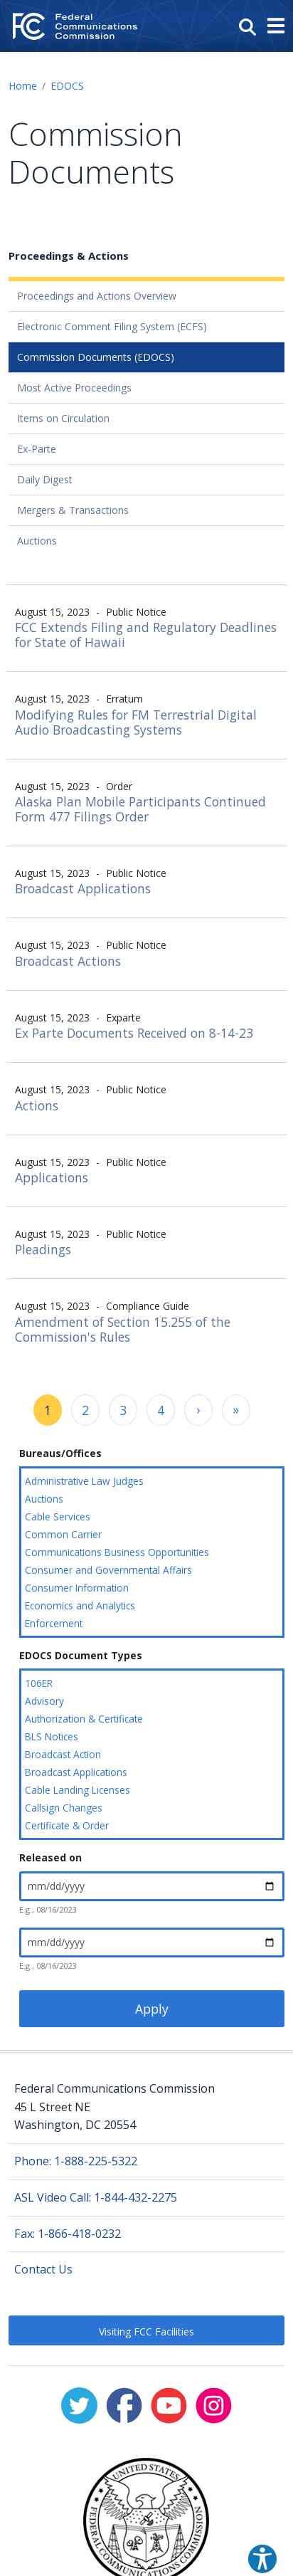 FC Federal
Communications
Commission
Home / EDOCS
Commission
Documents
Proceedings & Actions
Proceedings and Actions Overview
Electronic Comment Filing System (ECFS)
Commission Documents (EDOCS)
Most Active Proceedings
Items on Circulation
Ex-Parte
Daily Digest
Mergers & Transactions
Auctions
August 15, 2023 - Public Notice
FCC Extends Filing and Regulatory Deadlines
for State of Hawaii
August 15, 2023 - Erratum
Modifying Rules for FM Terrestrial Digital
Audio Broadcasting Systems
August 15, 2023 - Order
Alaska Plan Mobile Participants Continued
Form 477 Filings Order
August 15, 2023 - Public Notice
Broadcast Applications
August 15, 2023 - Public Notice
Broadcast Actions
August 15, 2023 - Exparte
Ex Parte Documents Received on 8-14-23
August 15, 2023 - Public Notice
Actions
August 15, 2023 - Public Notice
Applications
August 15, 2023 - Public Notice
Pleadings
August 15, 2023 - Compliance Guide
Amendment of Section 15.255 of the
Commission's Rules
1 2 3 4 › »
Bureaus/Offices
Administrative Law Judges
Auctions
Cable Services
Common Carrier
Communications Business Opportunities
Consumer and Governmental Affairs
Consumer Information
Economics and Analytics
Enforcement
EDOCS Document Types
106ER
Advisory
Authorization & Certificate
BLS Notices
Broadcast Action
Broadcast Applications
Cable Landing Licenses
Callsign Changes
Certificate & Order
Released on
mm/dd/yyyy
E.g., 08/16/2023
mm/dd/yyyy
E.g., 08/16/2023
Apply
Federal Communications Commission
45 L Street NE
Washington, DC 20554
Phone: 1-888-225-5322
ASL Video Call: 1-844-432-2275
Fax: 1-866-418-0232
Contact Us
Visiting FCC Facilities
UNITED STATES
FEDERAL COMMUNICATIONS COMMISSION